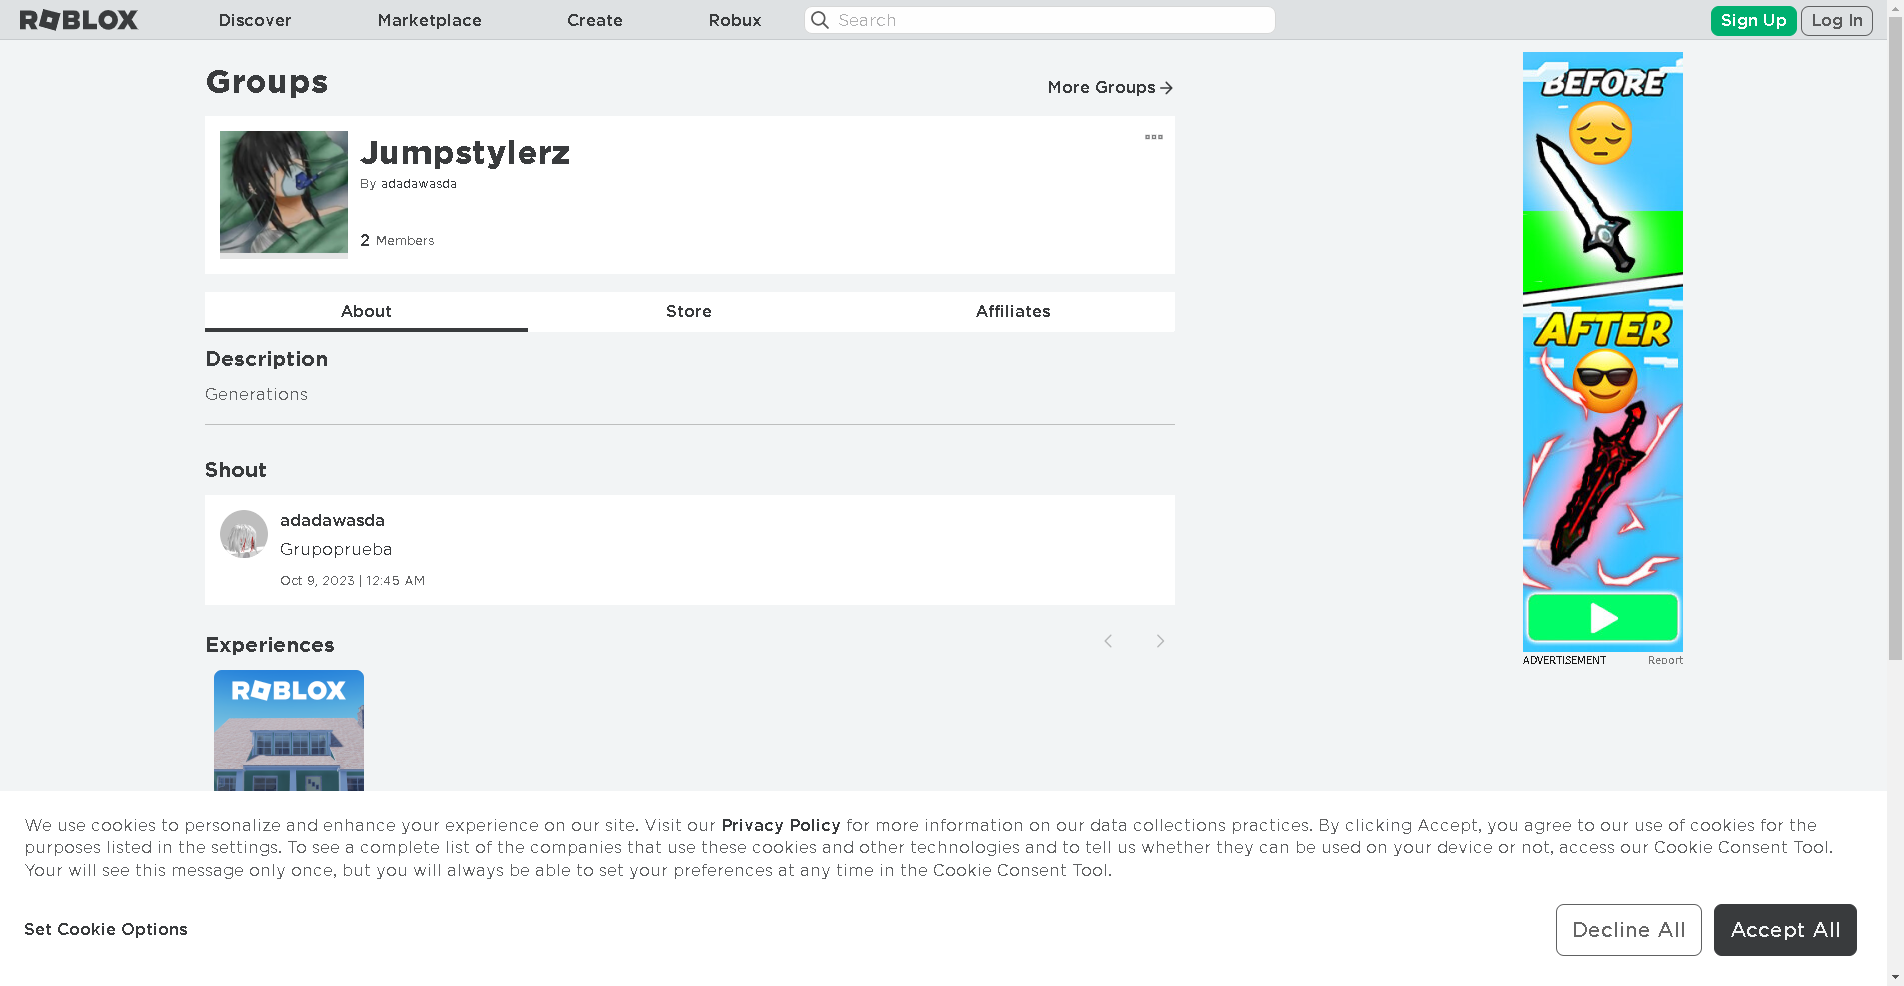 ROBLOX
Discover
Marketplace
Create
Robux
Search
Sign Up
Log In
Groups
More Groups
Jumpstylerz
By adadawasda
2 Members
About
Store
Affiliates
Description
Generations
Shout
adadawasda
Grupoprueba
Oct 9, 2023 | 12:45 AM
Experiences
ROBLOX
BEFORE
AFTER
ADVERTISEMENT
Report
We use cookies to personalize and enhance your experience on our site. Visit our Privacy Policy for more information on our data collections practices. By clicking Accept, you agree to our use of cookies for the
purposes listed in the settings. To see a complete list of the companies that use these cookies and other technologies and to tell us whether they can be used on your device or not, access our Cookie Consent Tool.
Your will see this message only once, but you will always be able to set your preferences at any time in the Cookie Consent Tool.
Set Cookie Options
Decline All
Accept All